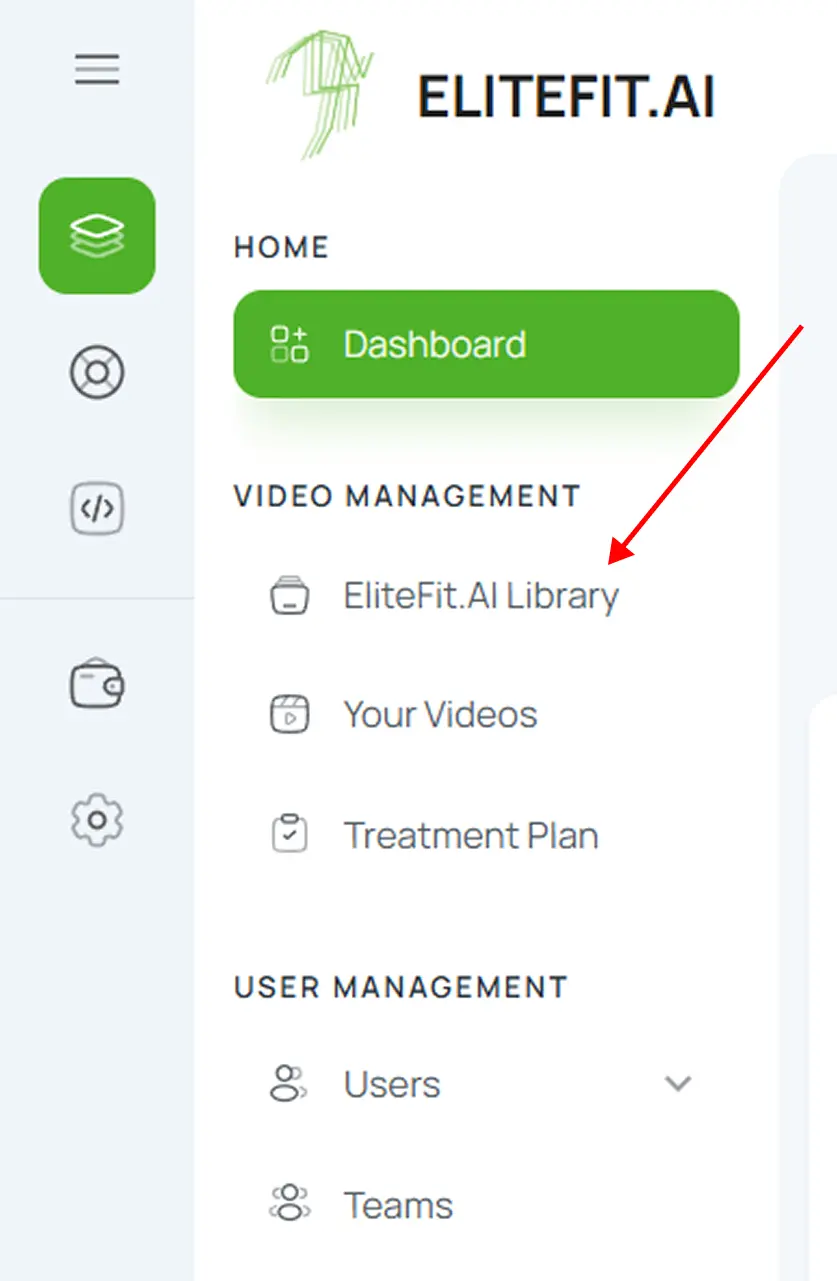 ELITEFIT.AI
HOME
Dashboard
VIDEO MANAGEMENT
EliteFit.AI Library
Your Videos
Treatment Plan
USER MANAGEMENT
Users
Teams